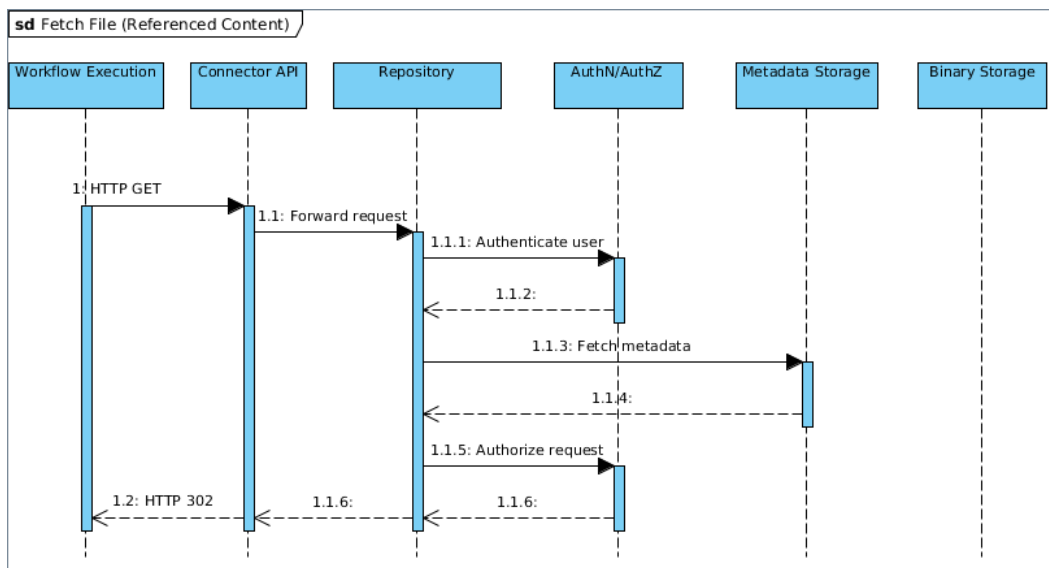 sd Fetch File (Referenced Content)
Workflow Execution
Connector API
Repository
AuthN/AuthZ
Metadata Storage
Binary Storage
1: HTTP GET
1.1: Forward request
1.1.1: Authenticate user
1.1.2:
1.1.3: Fetch metadata
1.1.4:
1.1.5: Authorize request
1.2: HTTP 302
1.1.6:
1.1.6: